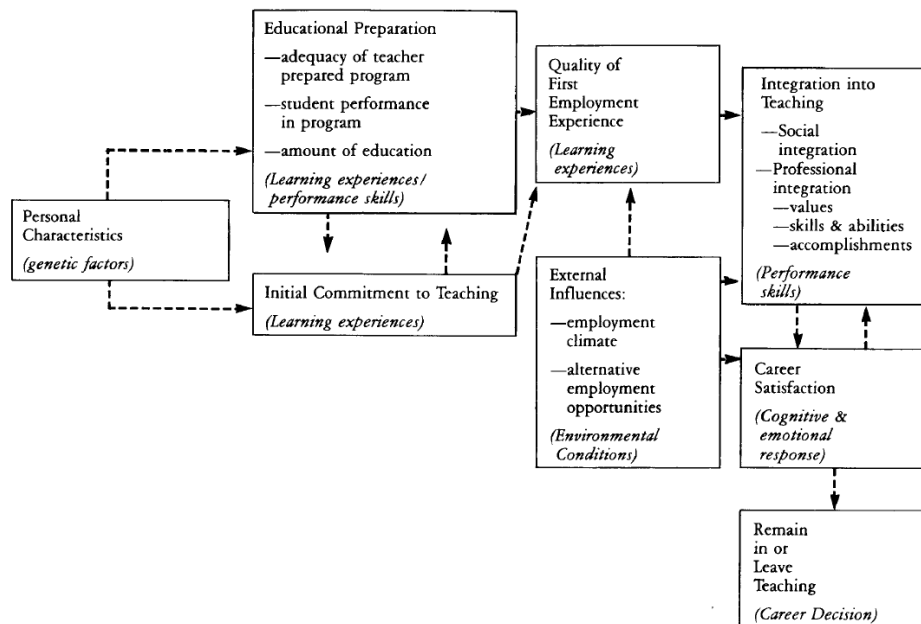 Educational Preparation
—adequacy of teacher
prepared program
—student performance
in program
—amount of education
(Learning experiences/
performance skills)
Quality of
First
Employment
Experience
(Learning
experiences)
Integration into
Teaching
—Social
integration
—Professional
integration
—values
—skills & abilities
—accomplishments
(Performance
skills)
Personal
Characteristics
(genetic factors)
Initial Commitment to Teaching
(Learning experiences)
External
Influences:
—employment
climate
—alternative
employment
opportunities
(Environmental
Conditions)
Career
Satisfaction
(Cognitive &
emotional
response)
Remain
in or
Leave
Teaching
(Career Decision)